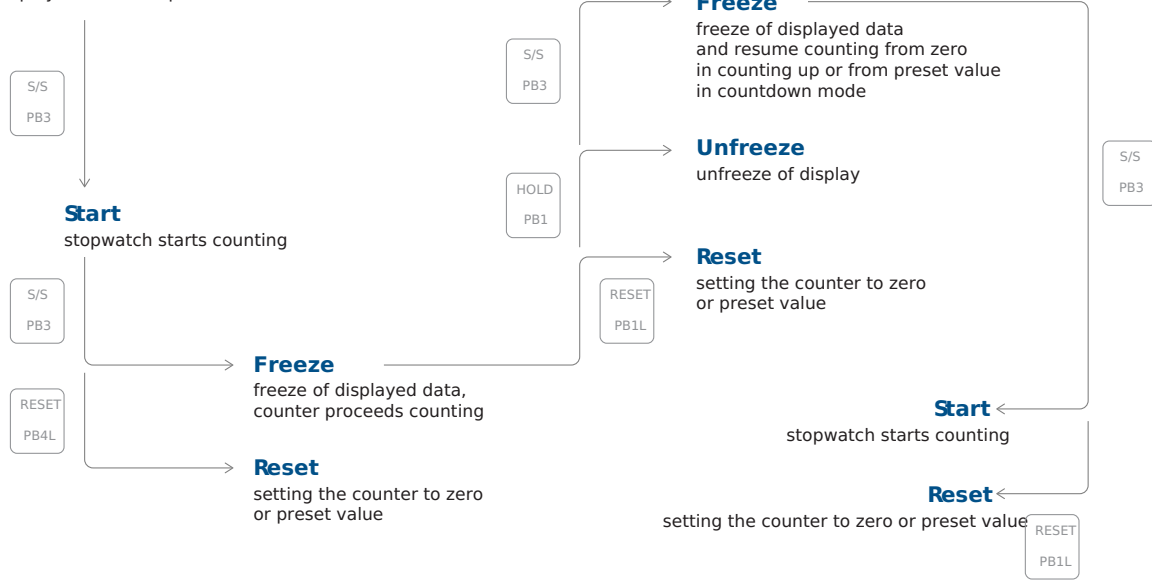 Freeze
freeze of displayed data
and resume counting from zero
in counting up or from preset value
in countdown mode
S/S
PB3
S/S
PB3
Unfreeze
unfreeze of display
S/S
PB3
HOLD
PB1
Start
stopwatch starts counting
Reset
setting the counter to zero
or preset value
S/S
PB3
RESET
PB1L
Freeze
freeze of displayed data,
counter proceeds counting
RESET
PB4L
Start
stopwatch starts counting
Reset
setting the counter to zero
or preset value
Reset
setting the counter to zero or preset value
RESET
PB1L